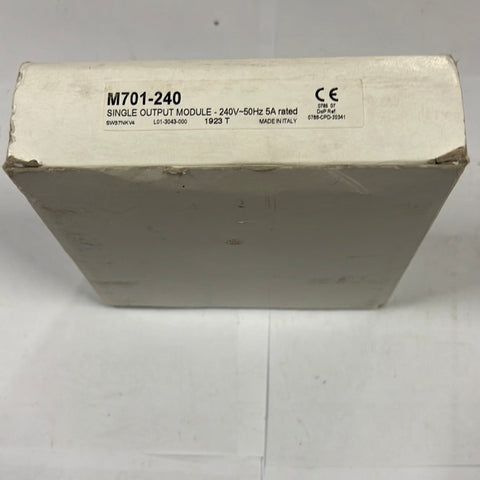 M701-240
SINGLE OUTPUT MODULE - 240V~50Hz 5A rated
SW37NKV4 L01-3043-000 1923 T MADE IN ITALY
CE
0786 07
DoP Ref
0786-CPD-20341